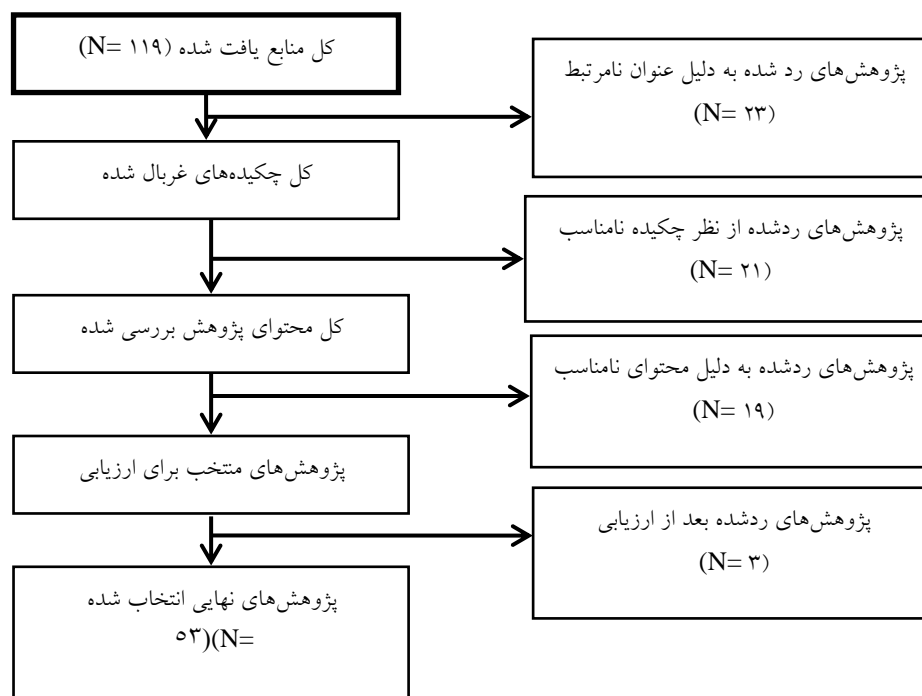 کل منابع یافت شده (N= ۱۱۹)
پژوهش‌های رد شده به دلیل عنوان نامرتبط
(N= ۲۳)
کل چکیده‌های غربال شده
پژوهش‌های ردشده از نظر چکیده نامناسب
(N= ۲۱)
کل محتوای پژوهش بررسی شده
پژوهش‌های ردشده به دلیل محتوای نامناسب
(N= ۱۹)
پژوهش‌های منتخب برای ارزیابی
پژوهش‌های ردشده بعد از ارزیابی
(N= ۳)
پژوهش‌های نهایی انتخاب شده
۵۳)(N=